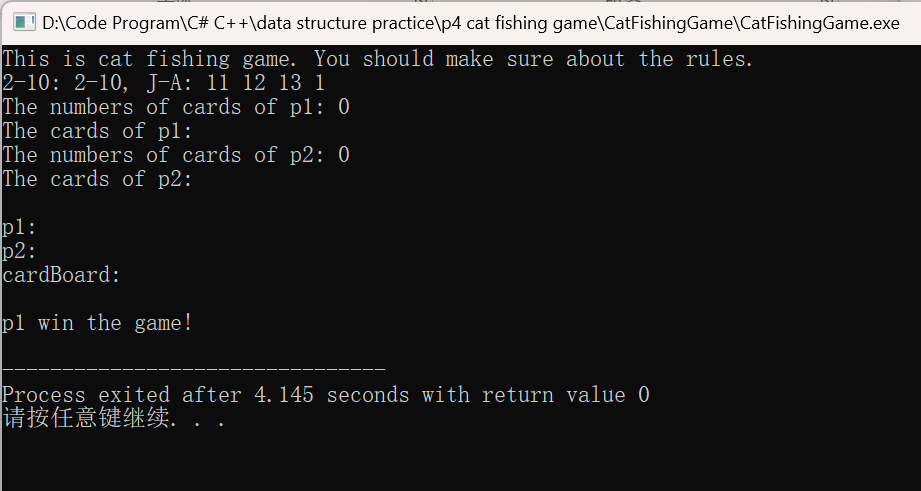 D:\Code Program\C# C++\data structure practice\p4 cat fishing game\CatFishingGame\CatFishingGame.exe
This is cat fishing game. You should make sure about the rules.
2-10: 2-10, J-A: 11 12 13 1
The numbers of cards of p1: 0
The cards of p1:
The numbers of cards of p2: 0
The cards of p2:
p1:
p2:
cardBoard:
p1 win the game!
--------------------------------
Process exited after 4.145 seconds with return value 0
请按任意键继续. . .